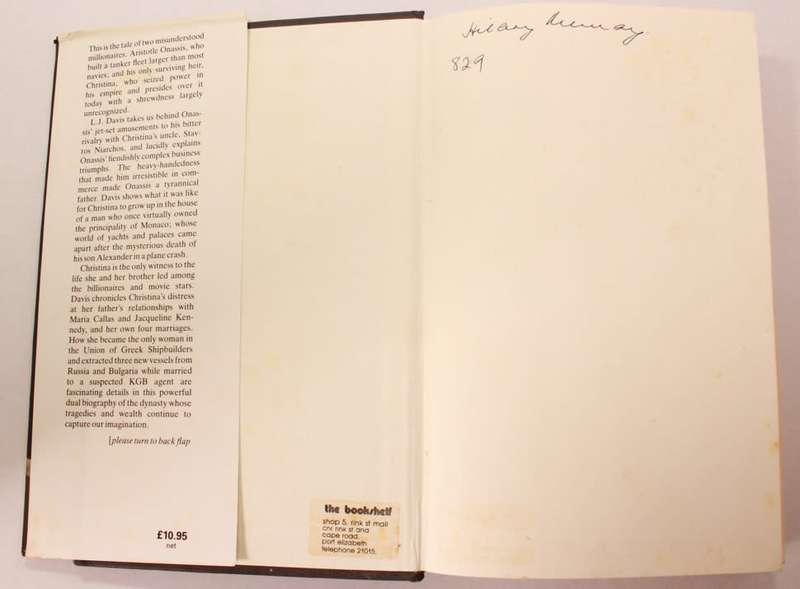 This is the tale of two misunderstood
millionaires. Aristotle Onassis, who
built a tanker fleet larger than most
navies; and his only surviving heir,
Christina, who seized power in
his empire and presides over it
today with a shrewdness largely
unrecognized.
L.J. Davis takes us behind Onas-
sis' jet-set amusements to his bitter
rivalry with Christina's uncle, Stav-
ros Niarchos, and lucidly explains
Onassis' fiendishly complex business
triumphs. The heavy-handedness
that made him irresistible in com-
merce made Onassis a tyrannical
father. Davis shows what it was like
for Christina to grow up in the house
of a man who once virtually owned
the principality of Monaco; whose
world of yachts and palaces came
apart after the mysterious death of
his son Alexander in a plane crash.
Christina is the only witness to the
life she and her brother led among
the billionaires and movie stars.
Davis chronicles Christina's distress
at her father's relationships with
Maria Callas and Jacqueline Ken-
nedy, and her own four marriages.
How she became the only woman in
the Union of Greek Shipbuilders
and extracted three new vessels from
Russia and Bulgaria while married
to a suspected KGB agent are
fascinating details in this powerful
dual biography of the dynasty whose
tragedies and wealth continue to
capture our imagination.
[please turn to back flap
£10.95
net
the bookshelf
shop 5, rink st mall
cnr rink st and
cape road
port elizabeth
telephone 21015
Hilary Murray
829